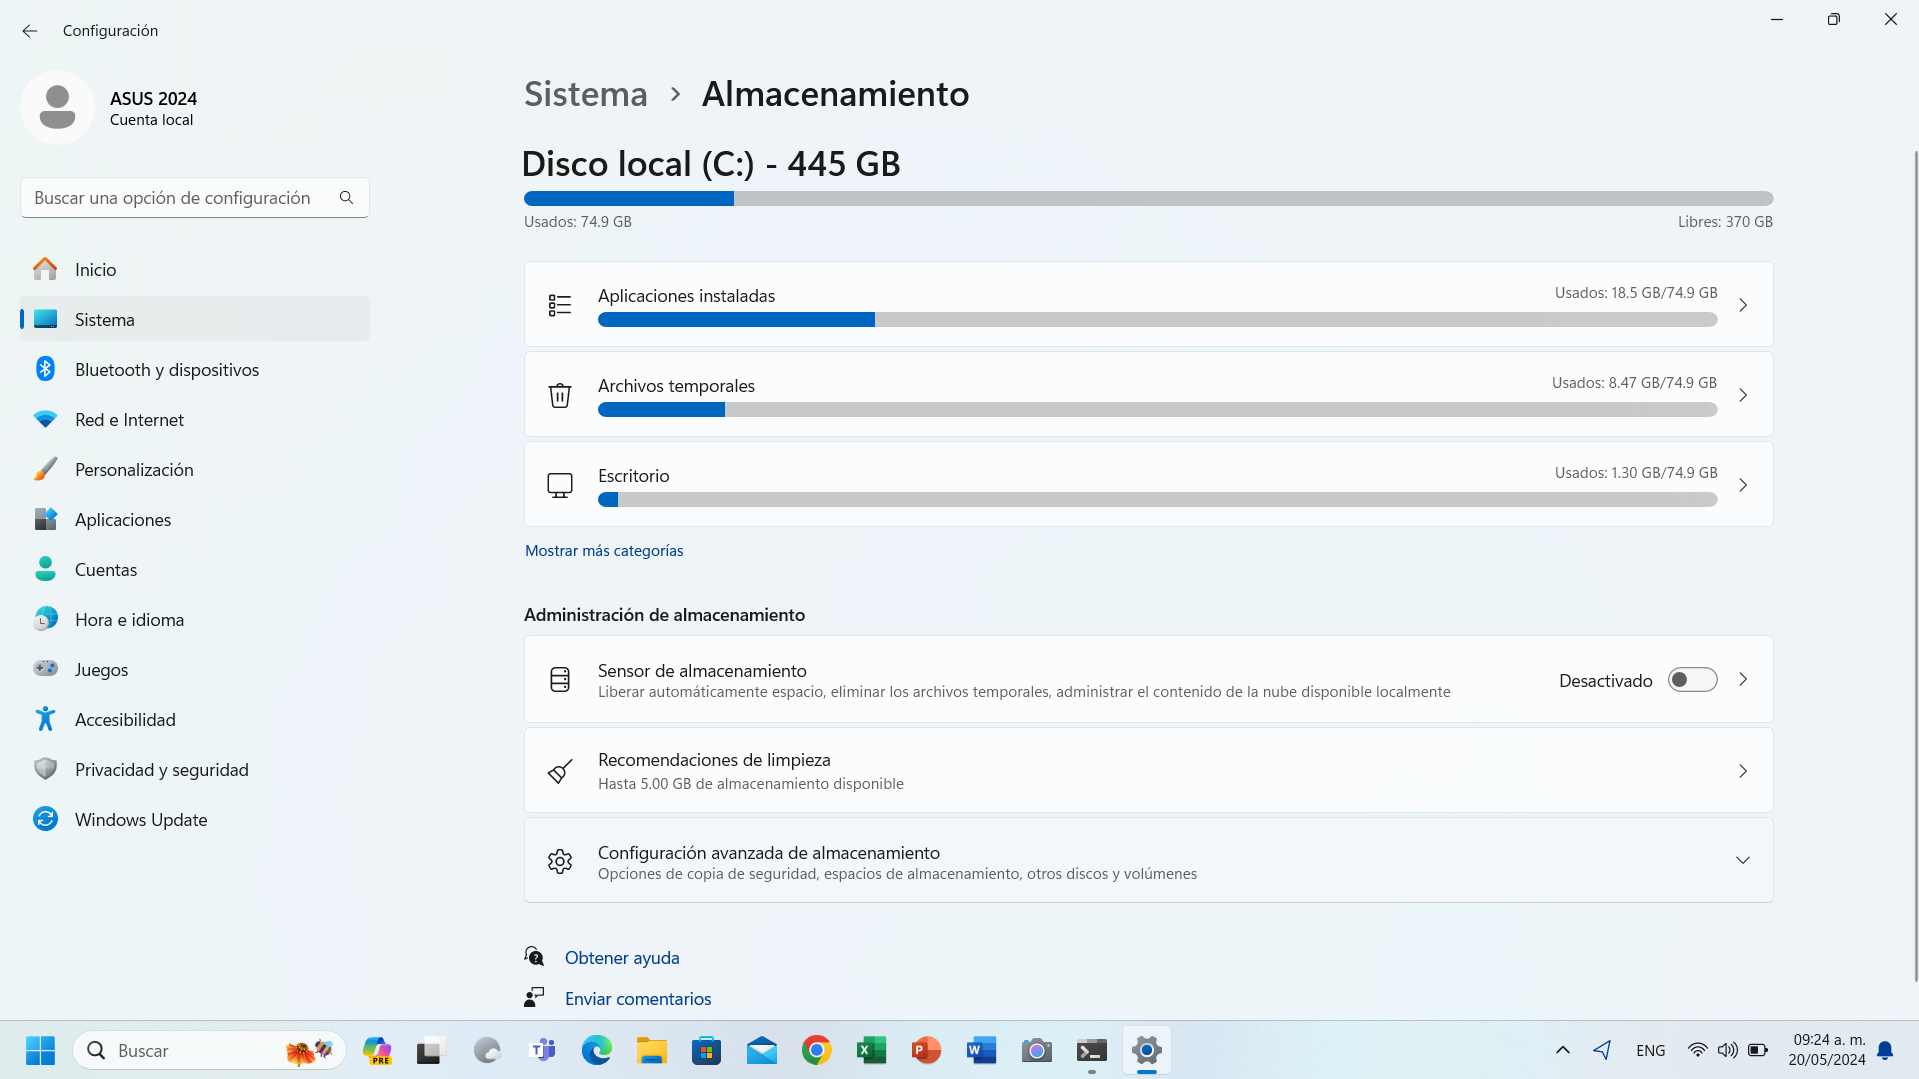 Configuración
ASUS 2024
Cuenta local
Buscar una opción de configuración
Inicio
Sistema
Bluetooth y dispositivos
Red e Internet
Personalización
Aplicaciones
Cuentas
Hora e idioma
Juegos
Accesibilidad
Privacidad y seguridad
Windows Update
Sistema > Almacenamiento
Disco local (C:) - 445 GB
Usados: 74.9 GB
Libres: 370 GB
Aplicaciones instaladas
Usados: 18.5 GB/74.9 GB
Archivos temporales
Usados: 8.47 GB/74.9 GB
Escritorio
Usados: 1.30 GB/74.9 GB
Mostrar más categorías
Administración de almacenamiento
Sensor de almacenamiento
Liberar automáticamente espacio, eliminar los archivos temporales, administrar el contenido de la nube disponible localmente
Desactivado
Recomendaciones de limpieza
Hasta 5.00 GB de almacenamiento disponible
Configuración avanzada de almacenamiento
Opciones de copia de seguridad, espacios de almacenamiento, otros discos y volúmenes
Obtener ayuda
Enviar comentarios
Buscar
PRE
ENG
09:24 a. m.
20/05/2024